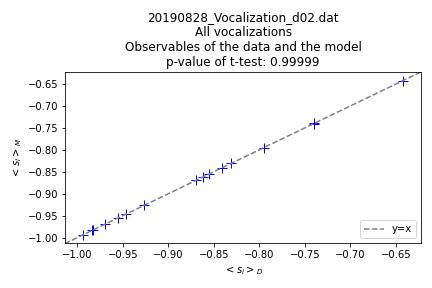 20190828_Vocalization_d02.dat
All vocalizations
Observables of the data and the model
p-value of t-test: 0.99999
< s_i >_M
−0.65
−0.70
−0.75
−0.80
−0.85
−0.90
−0.95
−1.00
y=x
−1.00 −0.95 −0.90 −0.85 −0.80 −0.75 −0.70 −0.65
< s_i >_D